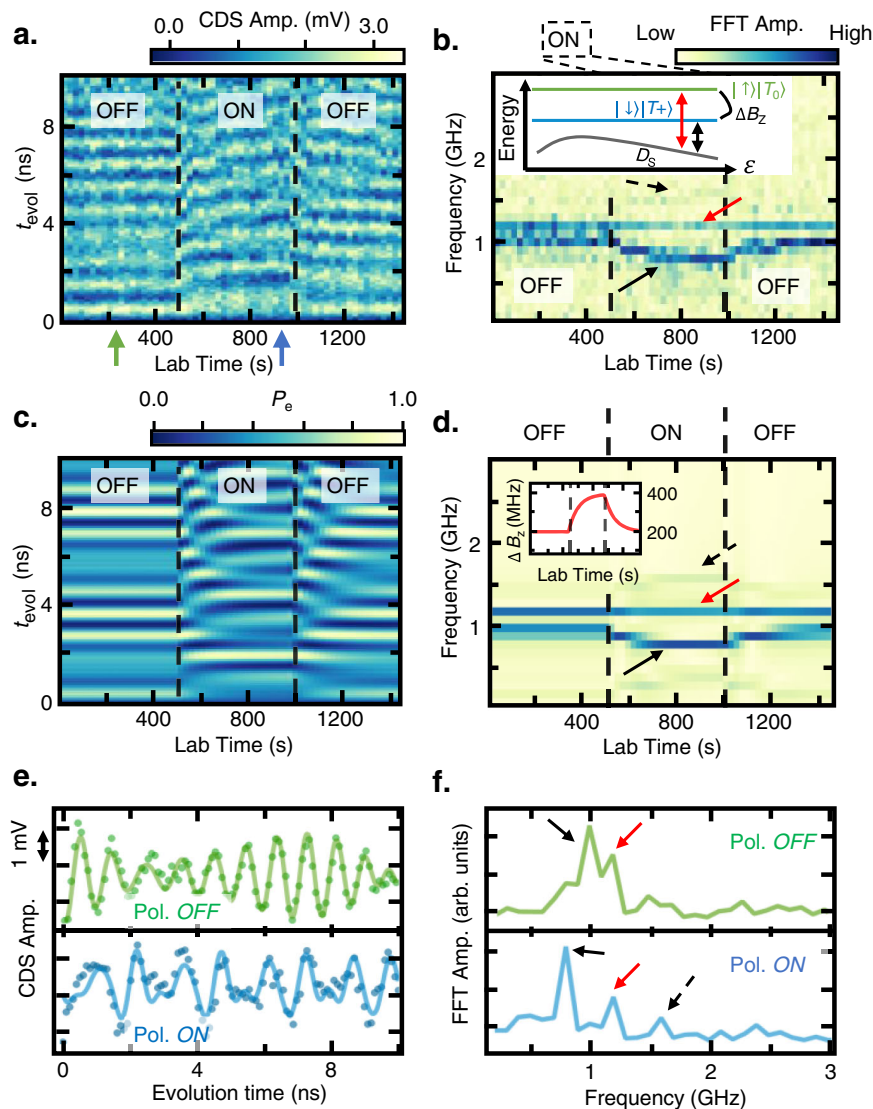 a.
CDS Amp. (mV)
0.0 3.0
OFF ON OFF
8
4
0
t_evol (ns)
400 800 1200
Lab Time (s)
b.
ON
Low FFT Amp. High
Energy
|↑⟩|T₀⟩
|↓⟩|T+⟩
ΔB_Z
D_S
ε
2
1
Frequency (GHz)
OFF OFF
400 800 1200
Lab Time (s)
c.
0.0 P_e 1.0
OFF ON OFF
8
4
0
t_evol (ns)
400 800 1200
Lab Time (s)
d.
OFF ON OFF
Δ B_z (MHz)
400
200
Lab Time (s)
2
1
Frequency (GHz)
400 800 1200
Lab Time (s)
e.
1 mV
CDS Amp.
Pol. OFF
Pol. ON
0 4 8
Evolution time (ns)
f.
FFT Amp. (arb. units)
Pol. OFF
Pol. ON
1 2 3
Frequency (GHz)